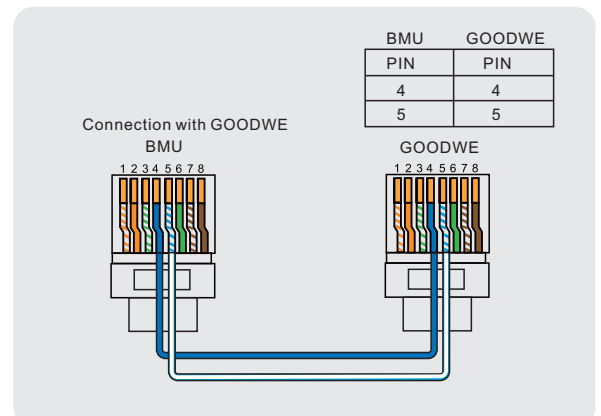 BMU GOODWE
PIN PIN
4 4
5 5
Connection with GOODWE
BMU
GOODWE
1 2 3 4 5 6 7 8
1 2 3 4 5 6 7 8